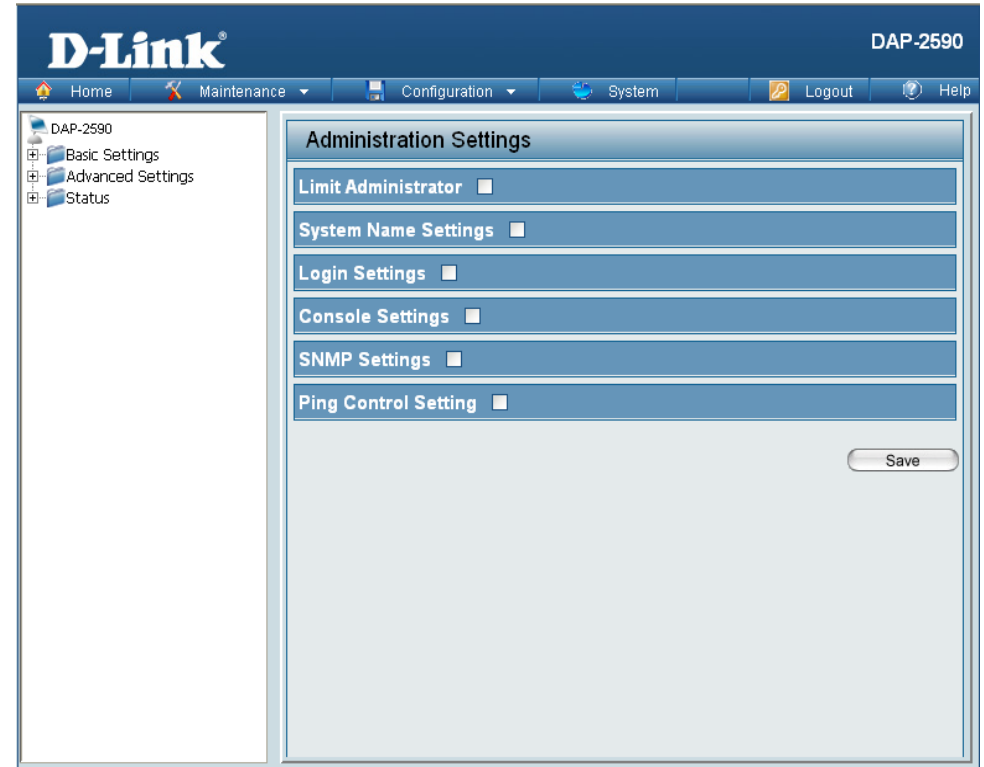 D-Link®
DAP-2590
Home Maintenance Configuration System Logout Help
DAP-2590
Basic Settings
Advanced Settings
Status
Administration Settings
Limit Administrator
System Name Settings
Login Settings
Console Settings
SNMP Settings
Ping Control Setting
Save